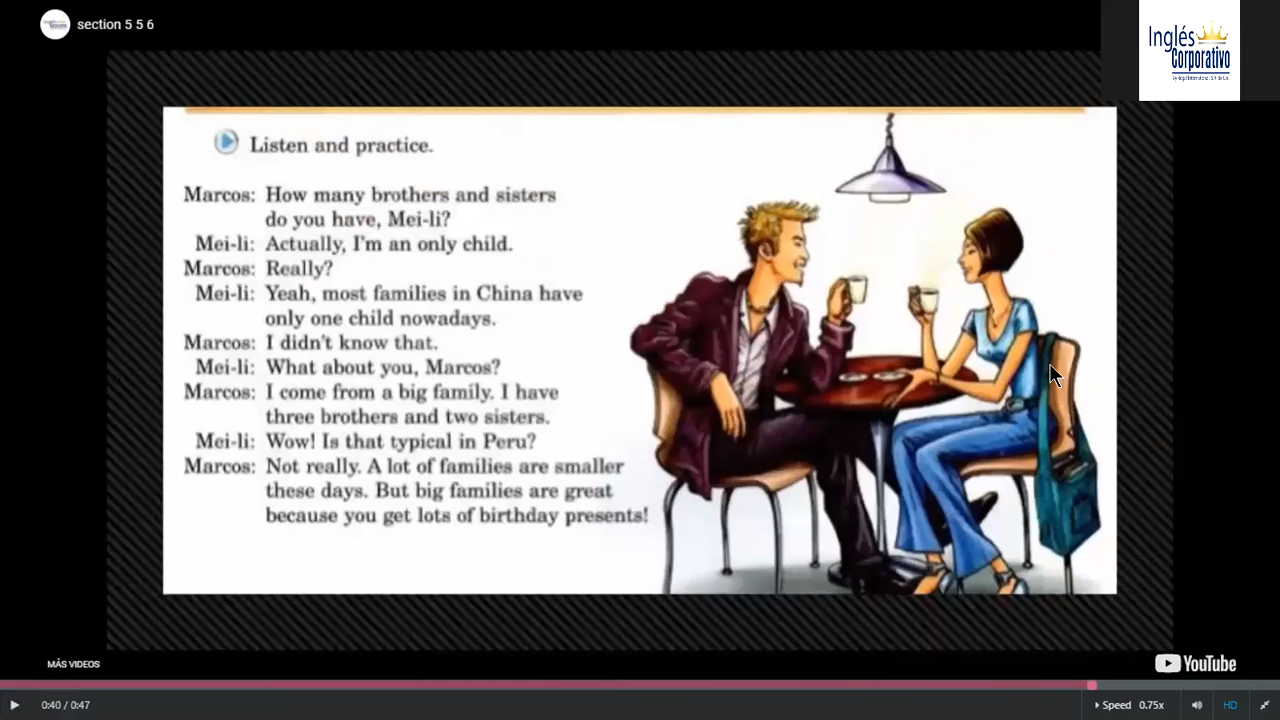 section 5 5 6
Inglés
Corporativo
Listen and practice.
Marcos: How many brothers and sisters
do you have, Mei-li?
Mei-li: Actually, I'm an only child.
Marcos: Really?
Mei-li: Yeah, most families in China have
only one child nowadays.
Marcos: I didn't know that.
Mei-li: What about you, Marcos?
Marcos: I come from a big family. I have
three brothers and two sisters.
Mei-li: Wow! Is that typical in Peru?
Marcos: Not really. A lot of families are smaller
these days. But big families are great
because you get lots of birthday presents!
MÁS VIDEOS
YouTube
0:40 / 0:47
Speed 0.75x
HD